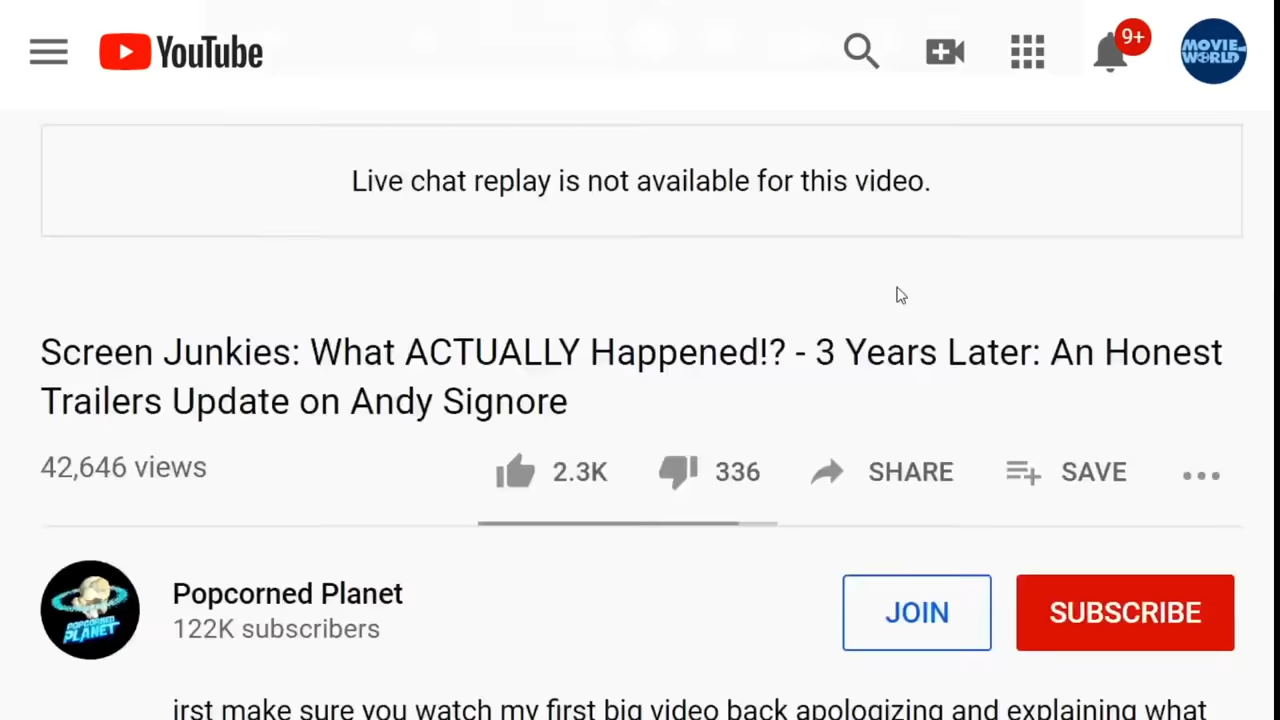 YouTube
9+
MOVIE
WORLD
Live chat replay is not available for this video.
Screen Junkies: What ACTUALLY Happened!? - 3 Years Later: An Honest
Trailers Update on Andy Signore
42,646 views
2.3K
336
SHARE
SAVE
POPCORNED
PLANET
Popcorned Planet
122K subscribers
JOIN
SUBSCRIBE
irst make sure you watch my first big video back apologizing and explaining what